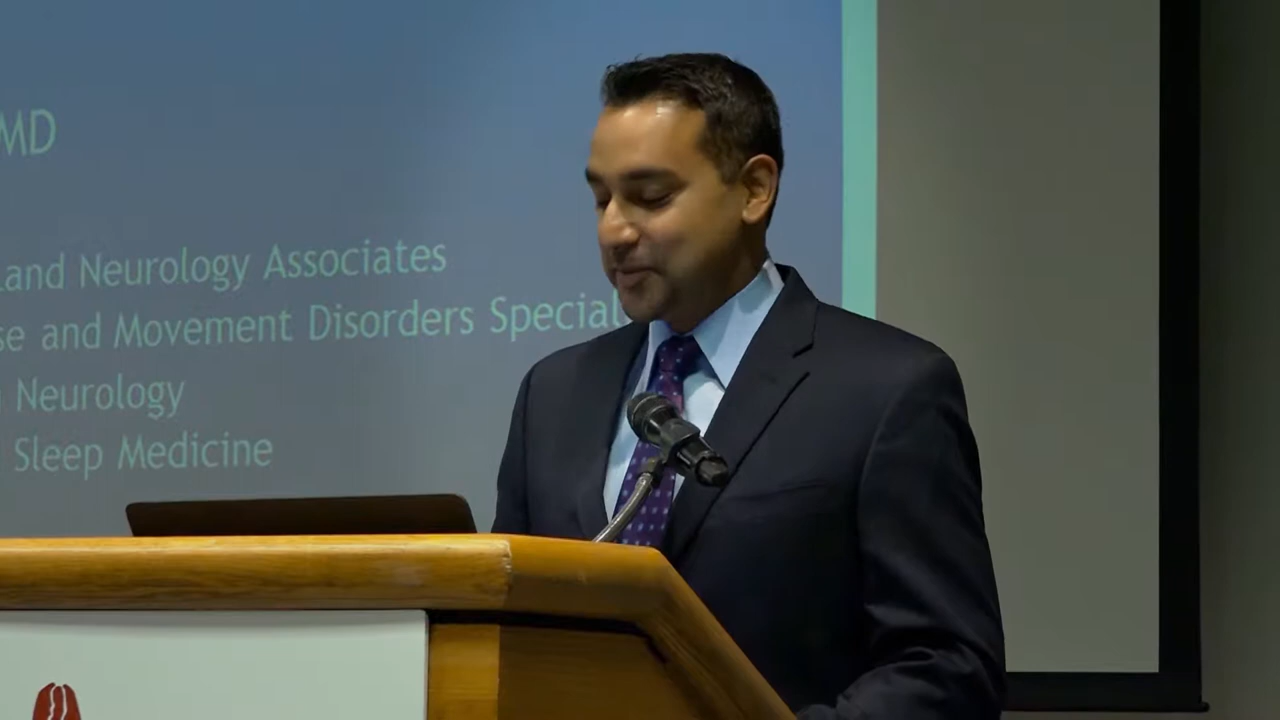 MD
Land Neurology Associates
se and Movement Disorders Special
Neurology
Sleep Medicine